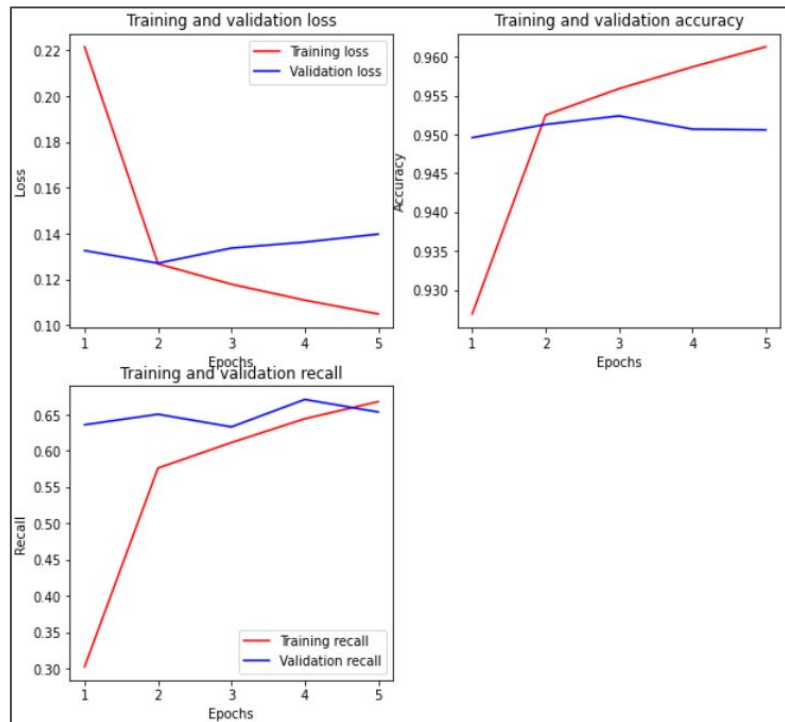 Training and validation loss
Training loss
Validation loss
0.22
0.20
0.18
0.16
0.14
0.12
0.10
Loss
1 2 3 4 5
Epochs
Training and validation accuracy
0.960
0.955
0.950
0.945
0.940
0.935
0.930
Accuracy
1 2 3 4 5
Epochs
Training and validation recall
0.65
0.60
0.55
0.50
0.45
0.40
0.35
0.30
Recall
Training recall
Validation recall
1 2 3 4 5
Epochs